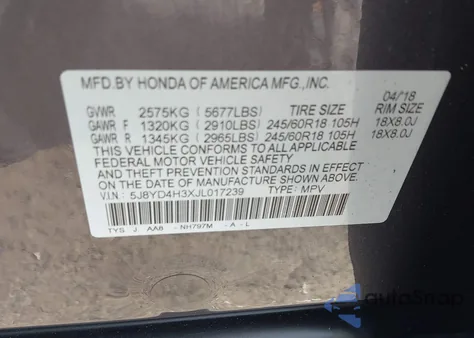 MFD.BY HONDA OF AMERICA MFG.,INC. 04/18
GVWR 2575KG ( 5677LBS) TIRE SIZE RIM SIZE
GAWR F 1320KG ( 2910LBS) 245/60R18 105H 18X8.0J
GAWR R 1345KG ( 2965LBS) 245/60R18 105H 18X8.0J
THIS VEHICLE CONFORMS TO ALL APPLICABLE
FEDERAL MOTOR VEHICLE SAFETY
AND THEFT PREVENTION STANDARDS IN EFFECT
ON THE DATE OF MANUFACTURE SHOWN ABOVE.
V.I.N.: 5J8YD4H3XJL017239 TYPE: MPV
TYS J AA8 -NH797M -A -L
autoSnap